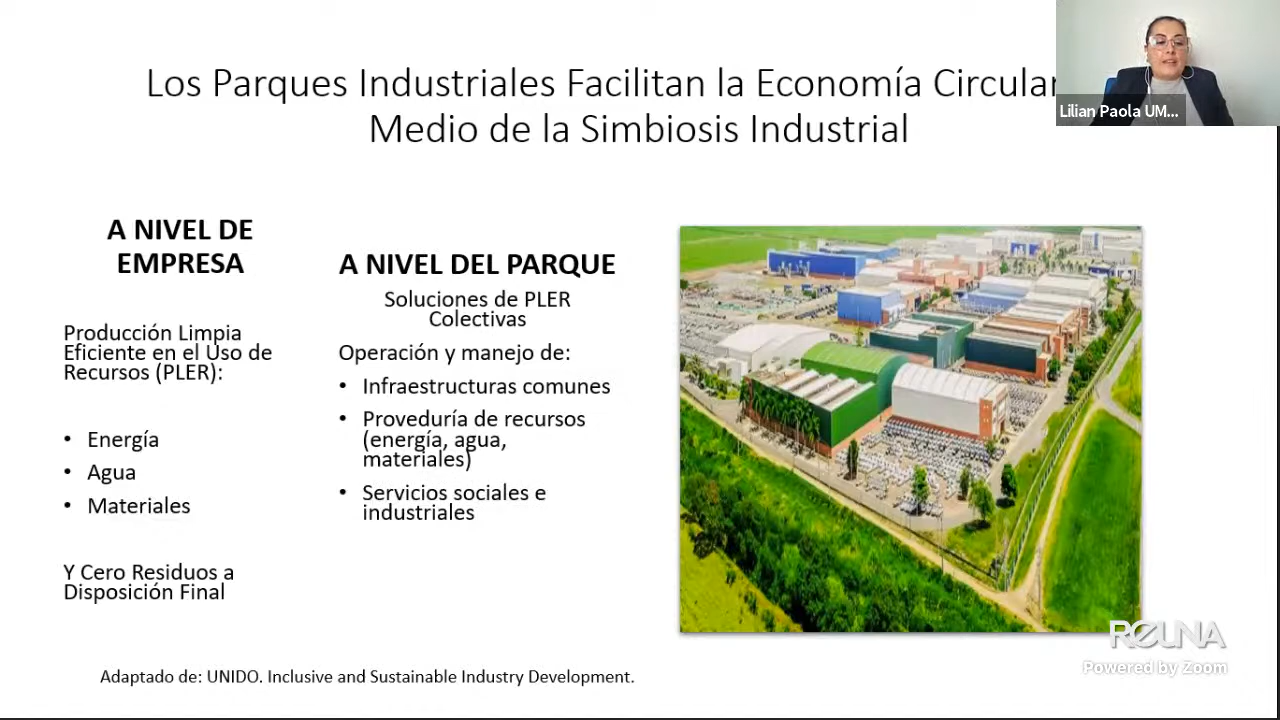 Los Parques Industriales Facilitan la Economía Circular
Medio de la Simbiosis Industrial
Lilian Paola UM...
A NIVEL DE
EMPRESA
Producción Limpia
Eficiente en el Uso de
Recursos (PLER):
• Energía
• Agua
• Materiales
Y Cero Residuos a
Disposición Final
A NIVEL DEL PARQUE
Soluciones de PLER
Colectivas
Operación y manejo de:
• Infraestructuras comunes
• Proveduría de recursos
(energía, agua,
materiales)
• Servicios sociales e
industriales
REUNA
Powered by Zoom
Adaptado de: UNIDO. Inclusive and Sustainable Industry Development.